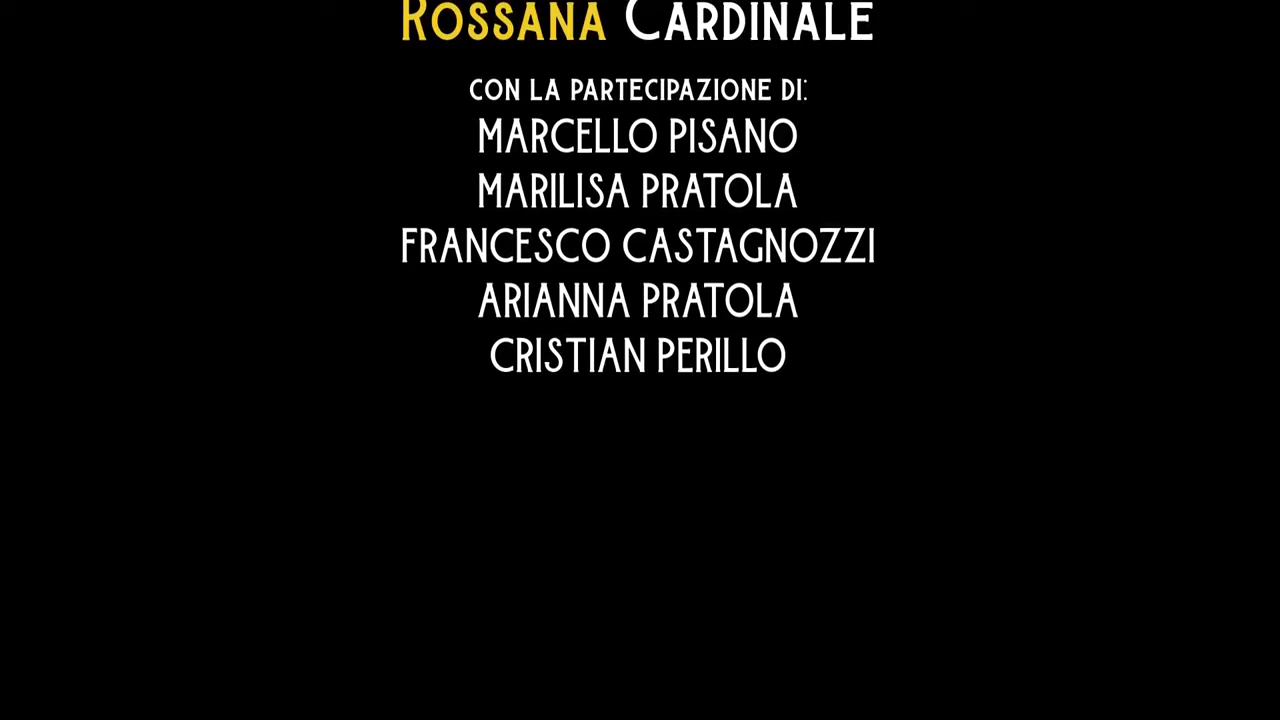 Rossana Cardinale
CON LA PARTECIPAZIONE DI:
MARCELLO PISANO
MARILISA PRATOLA
FRANCESCO CASTAGNOZZI
ARIANNA PRATOLA
CRISTIAN PERILLO